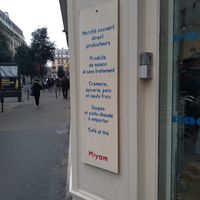 Marché couvert
direct
producteurs
Produits
de saison
et sans traitement
Crèmerie,
épicerie, pain
et oeufs frais
Soupes
et plats chauds
à emporter
Café et thé
Miyam